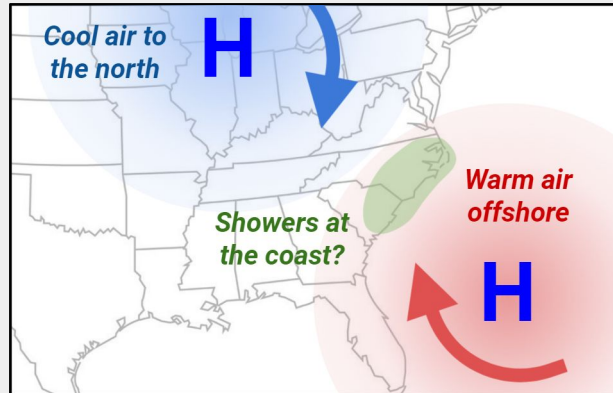 Cool air to
the north
H
Warm air
offshore
Showers at
the coast?
H